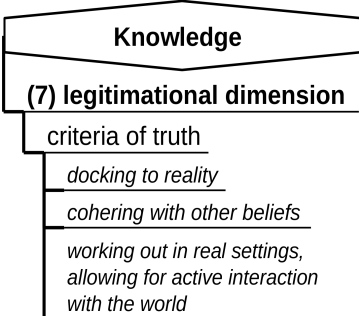 Knowledge
(7) legitimational dimension
criteria of truth
docking to reality
cohering with other beliefs
working out in real settings,
allowing for active interaction
with the world